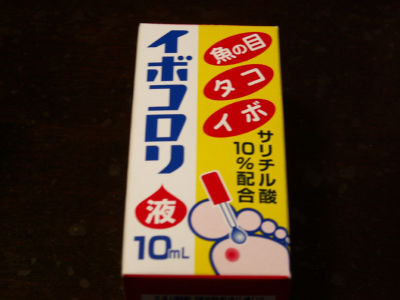 イボコロリ
液
10mL
魚の目
タコ
イボ
サリチル酸
10%配合